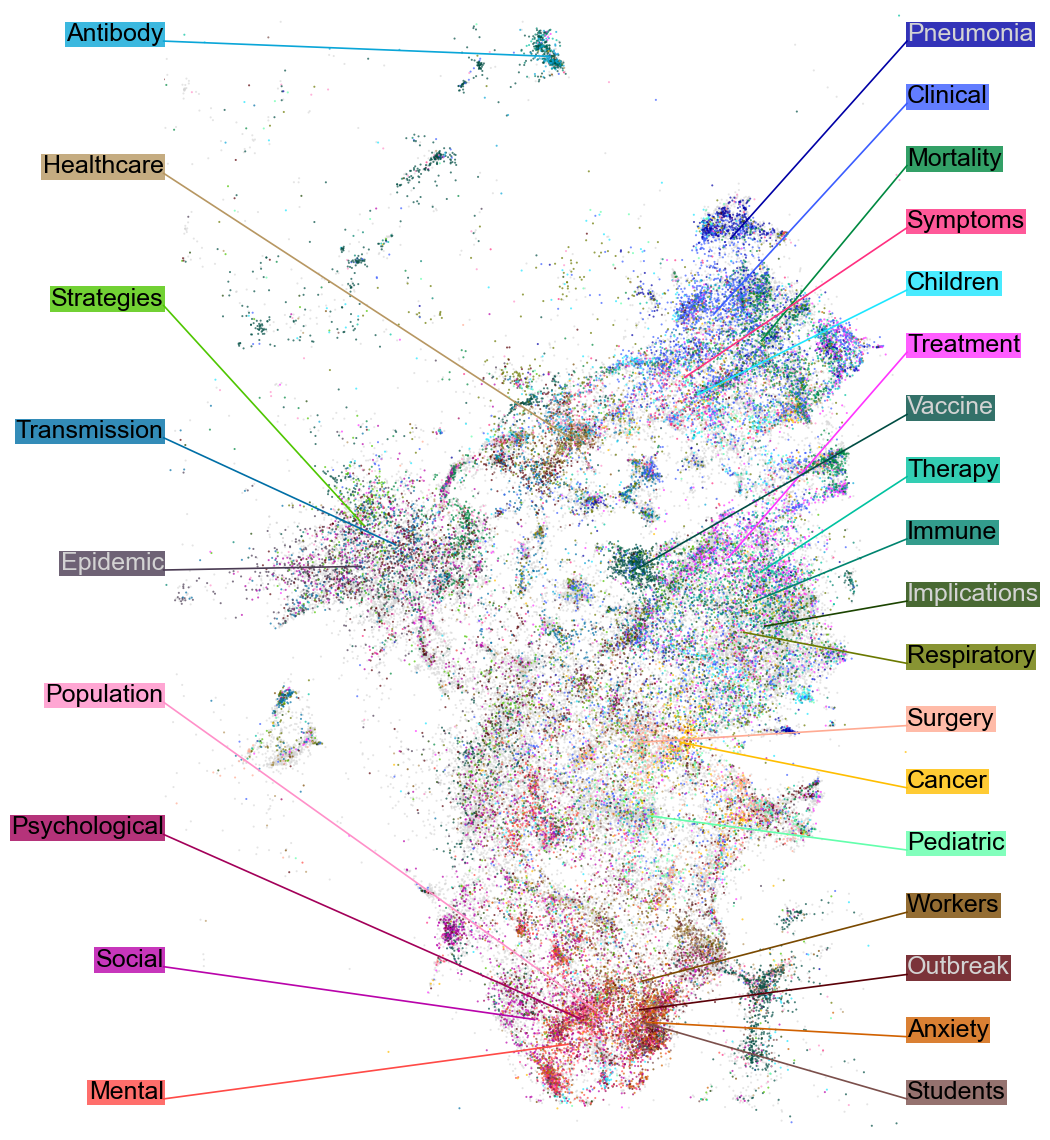 Antibody
Healthcare
Strategies
Transmission
Epidemic
Population
Psychological
Social
Mental
Pneumonia
Clinical
Mortality
Symptoms
Children
Treatment
Vaccine
Therapy
Immune
Implications
Respiratory
Surgery
Cancer
Pediatric
Workers
Outbreak
Anxiety
Students